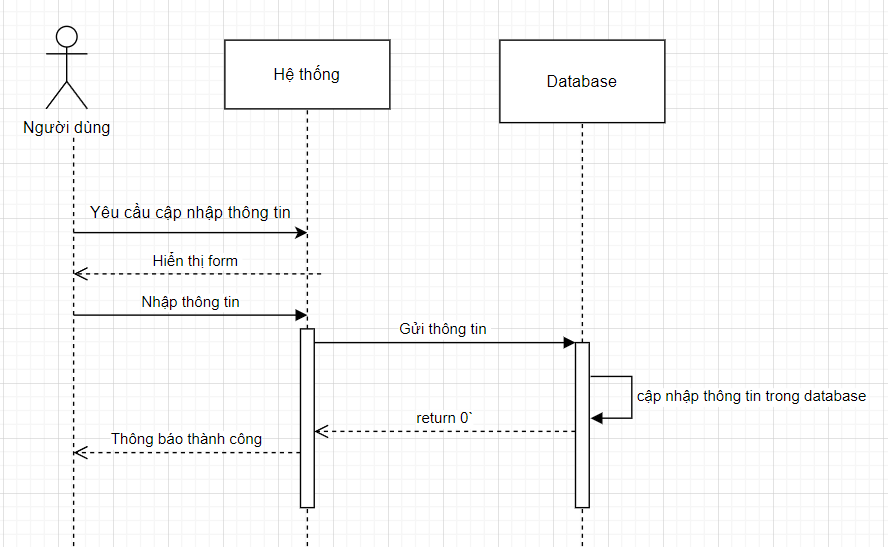 Hệ thống
Database
Người dùng
Yêu cầu cập nhập thông tin
Hiển thị form
Nhập thông tin
Gửi thông tin
cập nhập thông tin trong database
return 0`
Thông báo thành công